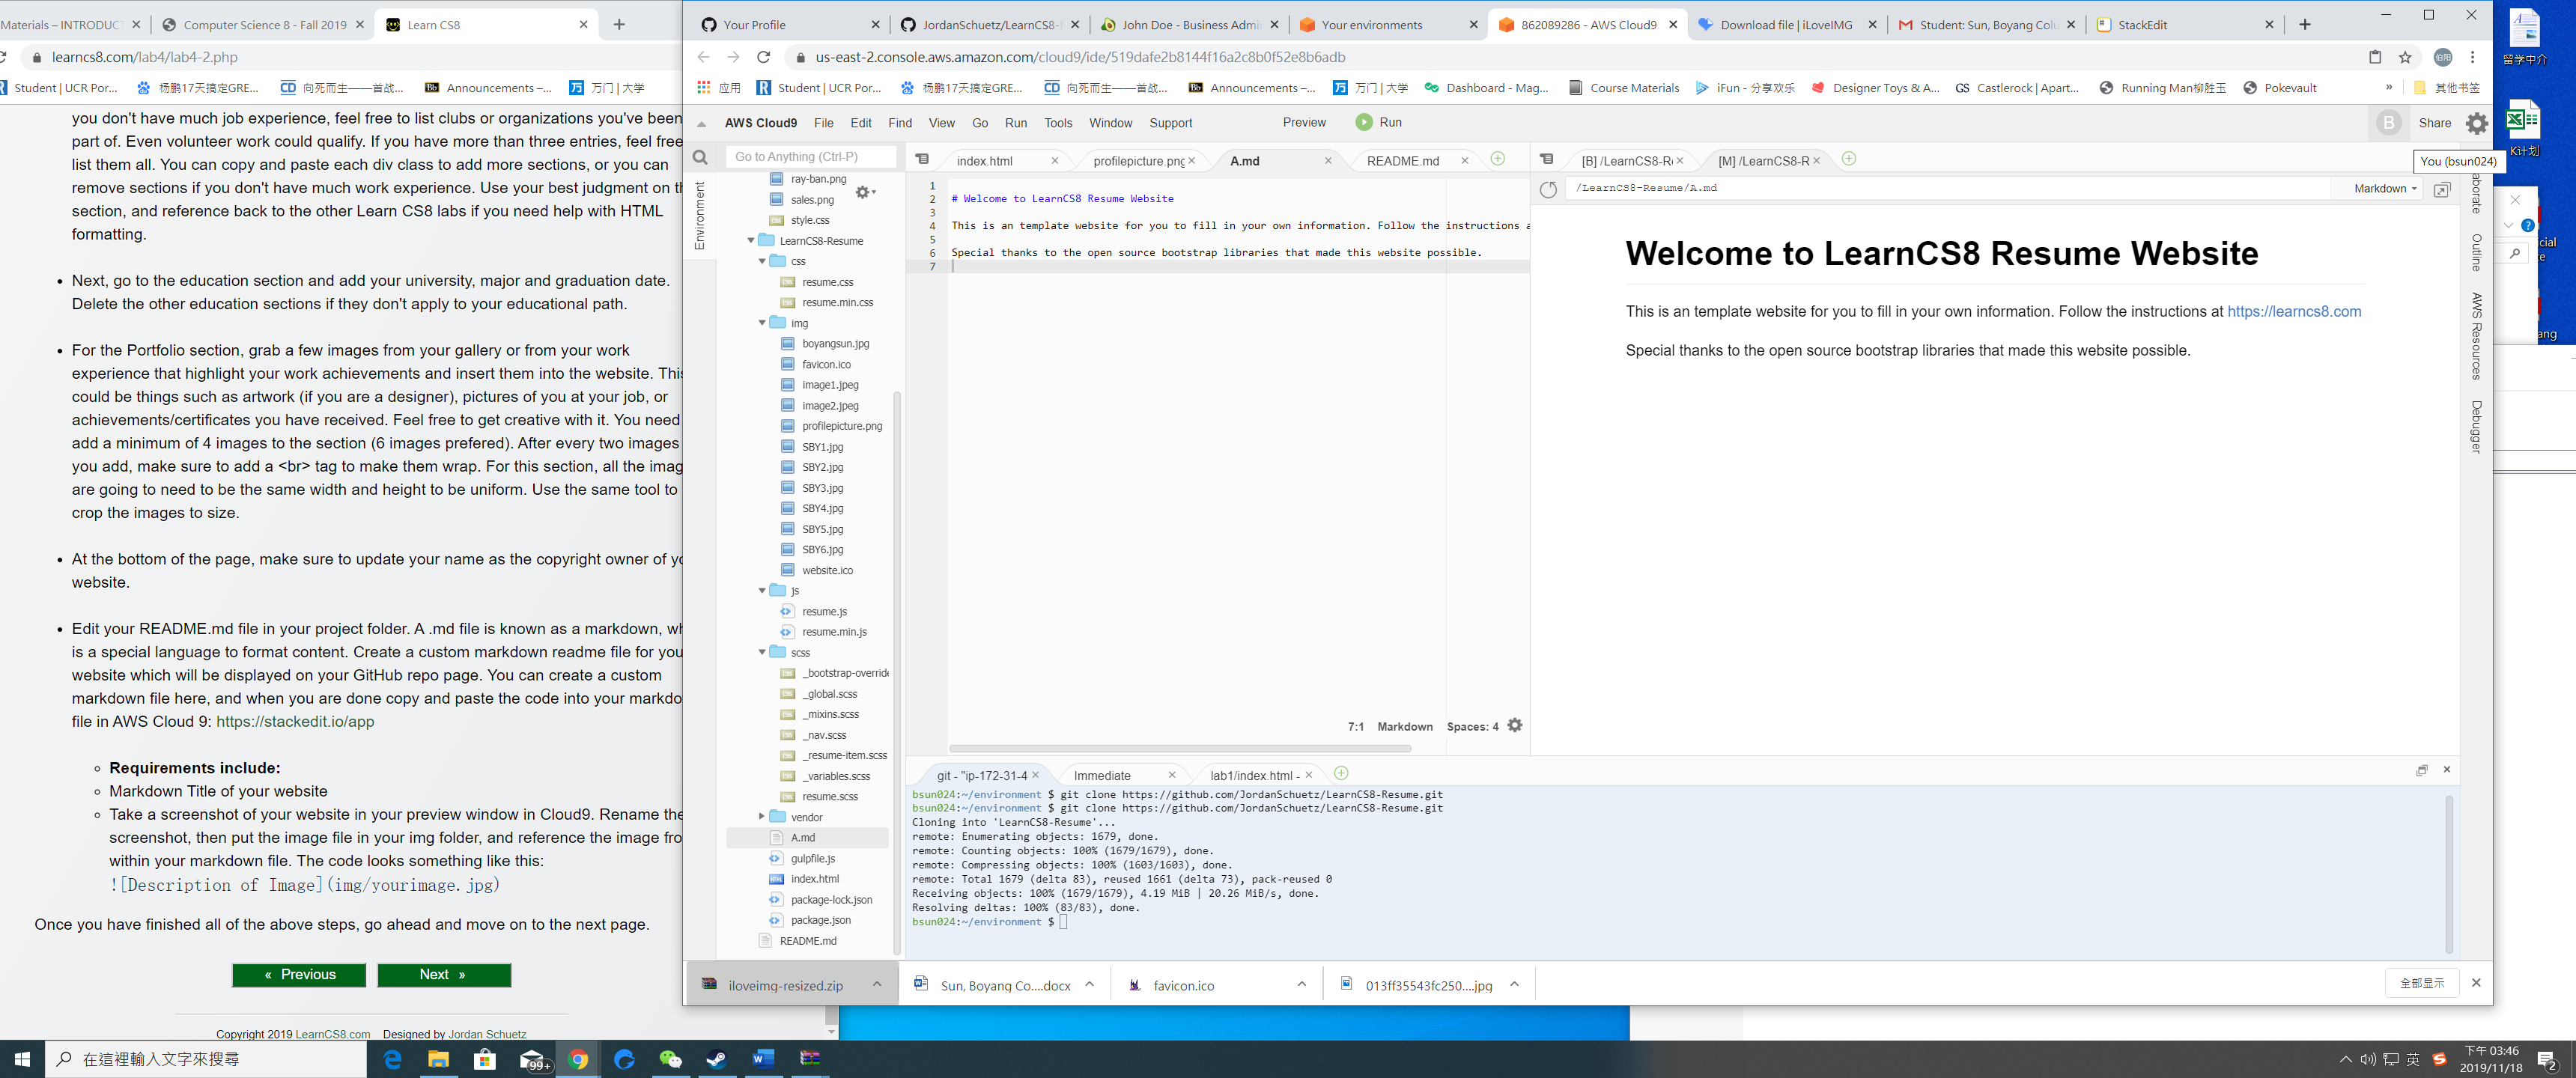 Materials – INTRODUCT
Computer Science 8 - Fall 2019
Learn CS8
learncs8.com/lab4/lab4-2.php
Student | UCR Por...
杨鹏17天搞定GRE...
向死而生——首战...
Announcements –...
万门 | 大学
you don't have much job experience, feel free to list clubs or organizations you've been
part of. Even volunteer work could qualify. If you have more than three entries, feel free
list them all. You can copy and paste each div class to add more sections, or you can
remove sections if you don't have much work experience. Use your best judgment on th
section, and reference back to the other Learn CS8 labs if you need help with HTML
formatting.
Next, go to the education section and add your university, major and graduation date.
Delete the other education sections if they don't apply to your educational path.
For the Portfolio section, grab a few images from your gallery or from your work
experience that highlight your work achievements and insert them into the website. This
could be things such as artwork (if you are a designer), pictures of you at your job, or
achievements/certificates you have received. Feel free to get creative with it. You need
add a minimum of 4 images to the section (6 images prefered). After every two images
you add, make sure to add a <br> tag to make them wrap. For this section, all the imag
are going to need to be the same width and height to be uniform. Use the same tool to
crop the images to size.
At the bottom of the page, make sure to update your name as the copyright owner of yo
website.
Edit your README.md file in your project folder. A .md file is known as a markdown, wh
is a special language to format content. Create a custom markdown readme file for you
website which will be displayed on your GitHub repo page. You can create a custom
markdown file here, and when you are done copy and paste the code into your markdo
file in AWS Cloud 9: https://stackedit.io/app
Requirements include:
Markdown Title of your website
Take a screenshot of your website in your preview window in Cloud9. Rename the
screenshot, then put the image file in your img folder, and reference the image fro
within your markdown file. The code looks something like this:
![Description of Image](img/yourimage.jpg)
Once you have finished all of the above steps, go ahead and move on to the next page.
« Previous
Next »
Copyright 2019 LearnCS8.com Designed by Jordan Schuetz
Your Profile
JordanSchuetz/LearnCS8-
John Doe - Business Admi
Your environments
862089286 - AWS Cloud9
Download file | iLoveIMG
Student: Sun, Boyang Colu
StackEdit
us-east-2.console.aws.amazon.com/cloud9/ide/519dafe2b8144f16a2c8b0f52e8b6adb
应用
Student | UCR Por...
杨鹏17天搞定GRE...
向死而生——首战...
Announcements –...
万门 | 大学
Dashboard - Mag...
Course Materials
iFun - 分享欢乐
Designer Toys & A...
Castlerock | Apart...
Running Man柳胜玉
Pokevault
»
其他书签
AWS Cloud9 File Edit Find View Go Run Tools Window Support Preview Run
B Share
You (bsun024)
Go to Anything (Ctrl-P)
Environment
ray-ban.png
sales.png
style.css
LearnCS8-Resume
css
resume.css
resume.min.css
img
boyangsun.jpg
favicon.ico
image1.jpeg
image2.jpeg
profilepicture.png
SBY1.jpg
SBY2.jpg
SBY3.jpg
SBY4.jpg
SBY5.jpg
SBY6.jpg
website.ico
js
resume.js
resume.min.js
scss
_bootstrap-override
_global.scss
_mixins.scss
_nav.scss
_resume-item.scss
_variables.scss
resume.scss
vendor
A.md
gulpfile.js
index.html
package-lock.json
package.json
README.md
index.html
profilepicture.png
A.md
README.md
1
2 # Welcome to LearnCS8 Resume Website
3
4 This is an template website for you to fill in your own information. Follow the instructions a
5
6 Special thanks to the open source bootstrap libraries that made this website possible.
7
7:1 Markdown Spaces: 4
[B] /LearnCS8-R
[M] /LearnCS8-R
/LearnCS8-Resume/A.md
Markdown
Welcome to LearnCS8 Resume Website
This is an template website for you to fill in your own information. Follow the instructions at https://learncs8.com
Special thanks to the open source bootstrap libraries that made this website possible.
aborate
Outline
AWS Resources
Debugger
git - "ip-172-31-4
Immediate
lab1/index.html -
bsun024:~/environment $ git clone https://github.com/JordanSchuetz/LearnCS8-Resume.git
bsun024:~/environment $ git clone https://github.com/JordanSchuetz/LearnCS8-Resume.git
Cloning into 'LearnCS8-Resume'...
remote: Enumerating objects: 1679, done.
remote: Counting objects: 100% (1679/1679), done.
remote: Compressing objects: 100% (1603/1603), done.
remote: Total 1679 (delta 83), reused 1661 (delta 73), pack-reused 0
Receiving objects: 100% (1679/1679), 4.19 MiB | 20.26 MiB/s, done.
Resolving deltas: 100% (83/83), done.
bsun024:~/environment $
iloveimg-resized.zip
Sun, Boyang Co....docx
favicon.ico
013ff35543fc250....jpg
全部显示
留学中介
K计划
cial
te
ang
在這裡輸入文字來搜尋
99+
英
下午 03:46
2019/11/18
2